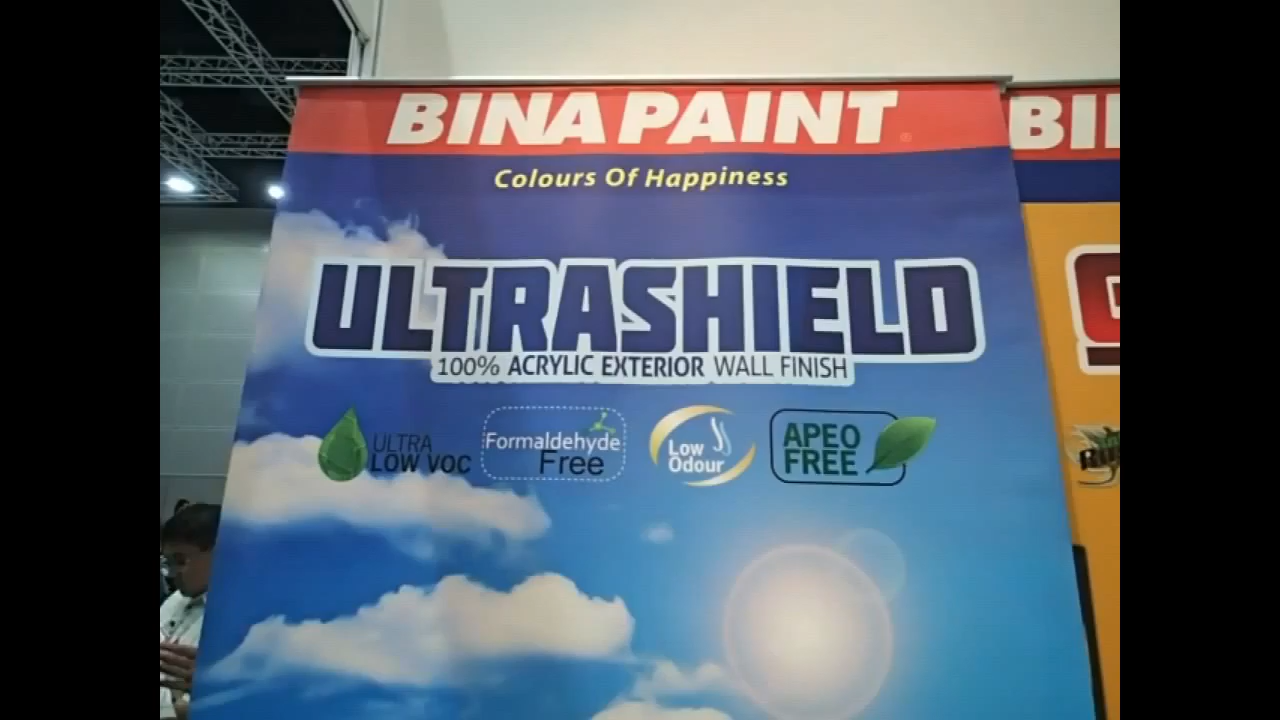 BINA PAINT
Colours Of Happiness
ULTRASHIELD
100% ACRYLIC EXTERIOR WALL FINISH
ULTRA
LOW VOC
Formaldehyde
Free
Low
Odour
APEO
FREE